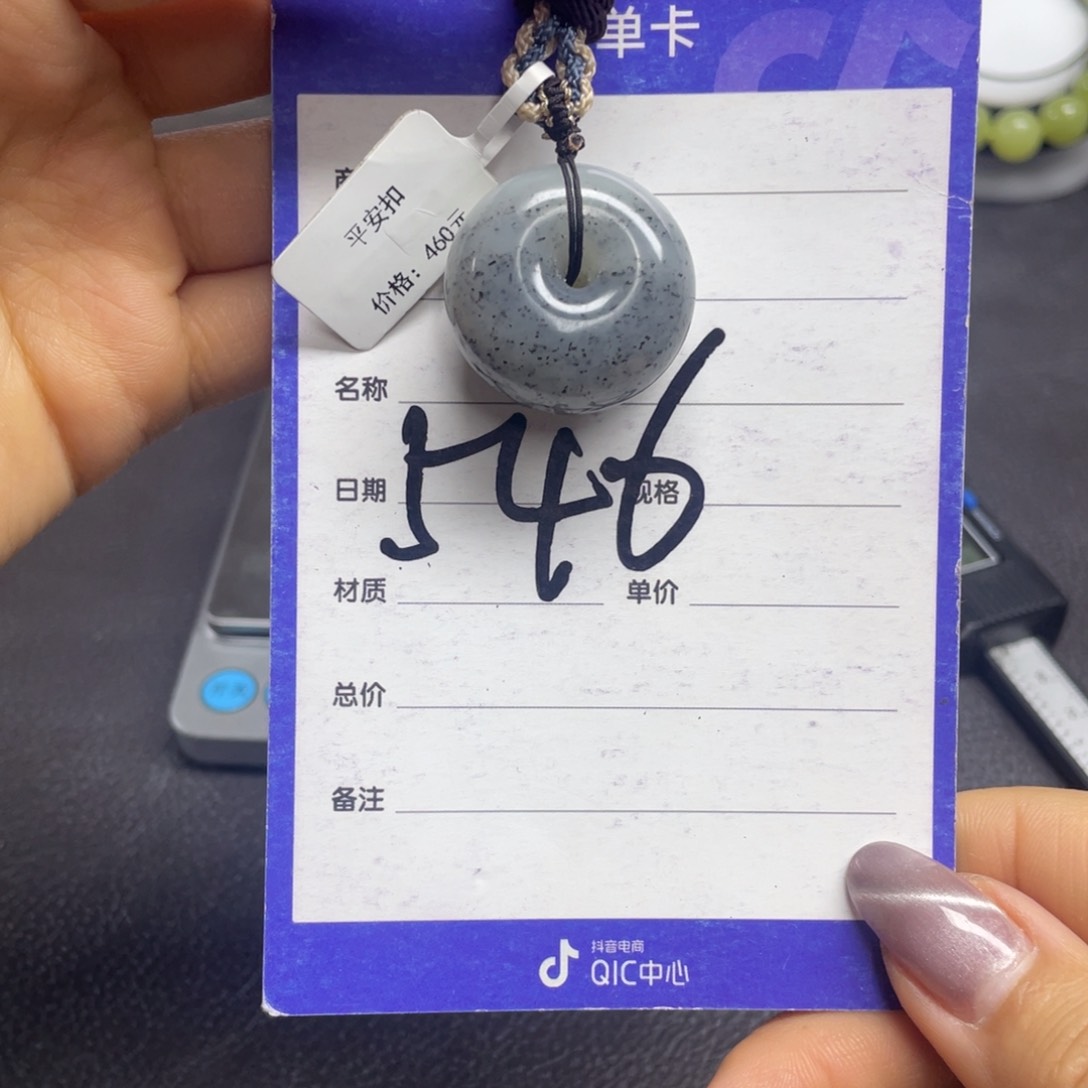 单卡
平安扣
价格：460元
名称
546
日期
规格
材质
单价
总价
备注
抖音电商
QIC中心